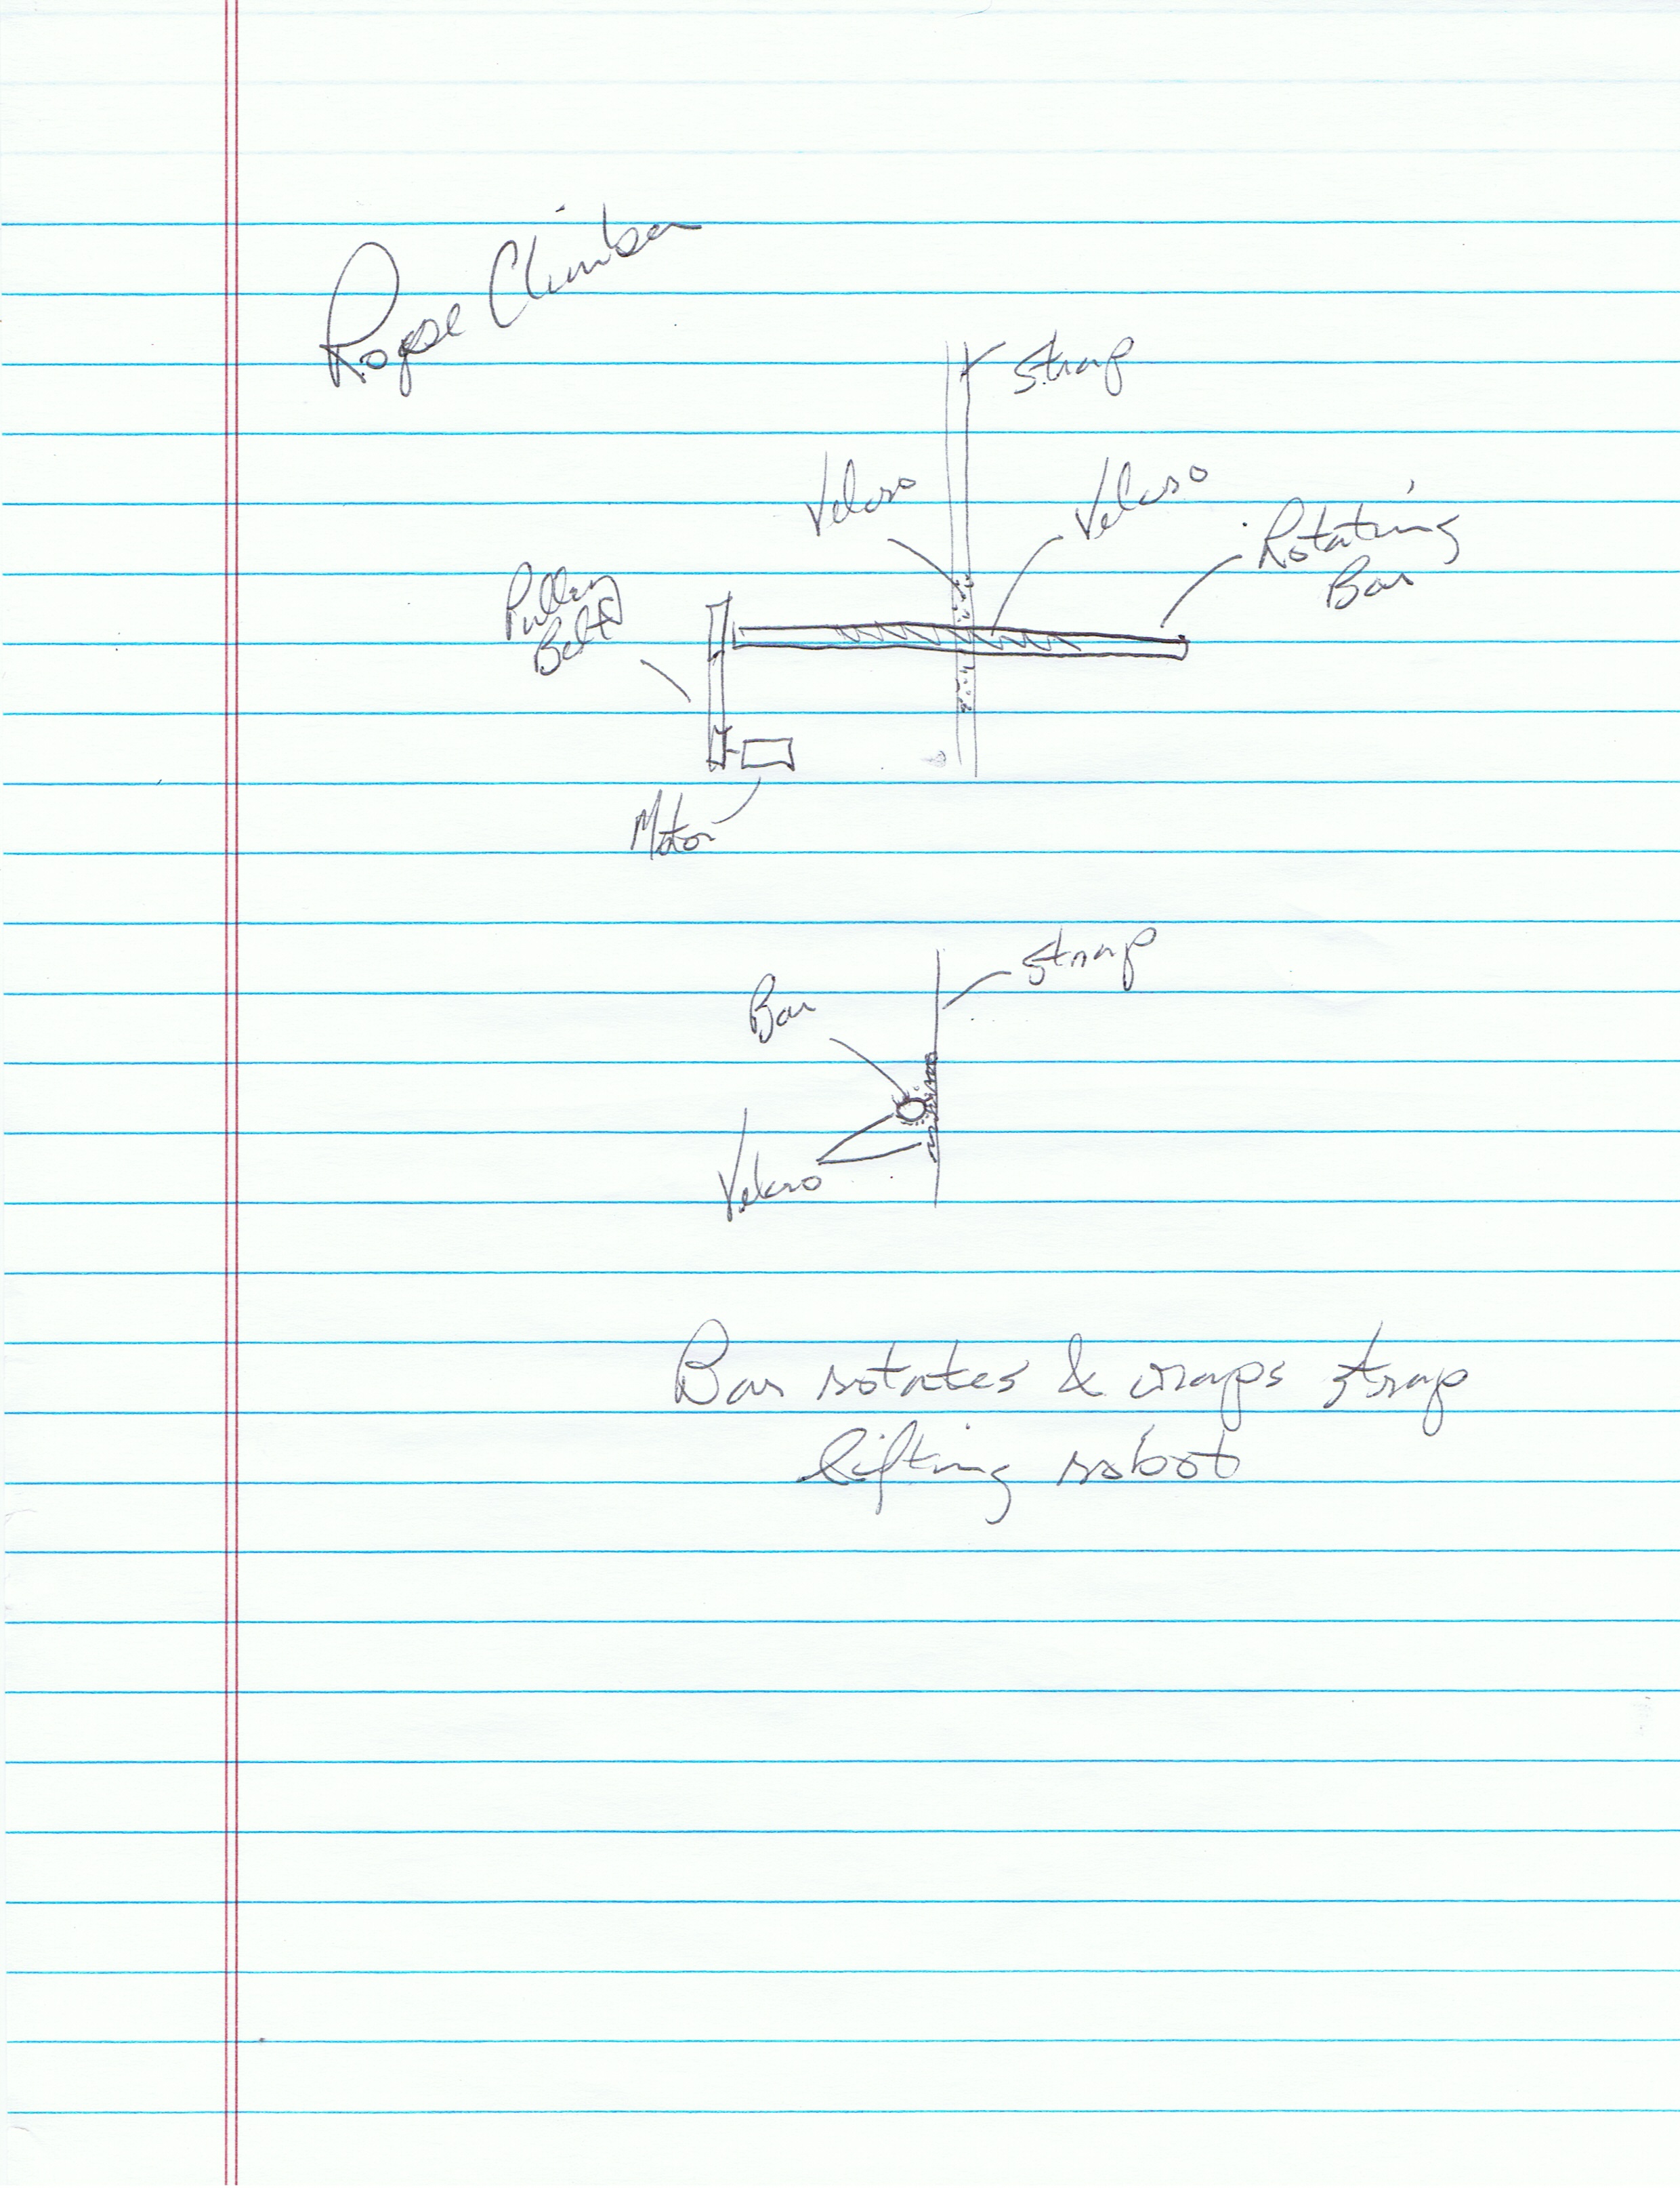 Rope Climber
Strap
Velcro
Velcro
Rotating
Bar
Pulley
Belt
Motor
Strap
Bar
Velcro
Bar rotates & wraps strap
lifting robot